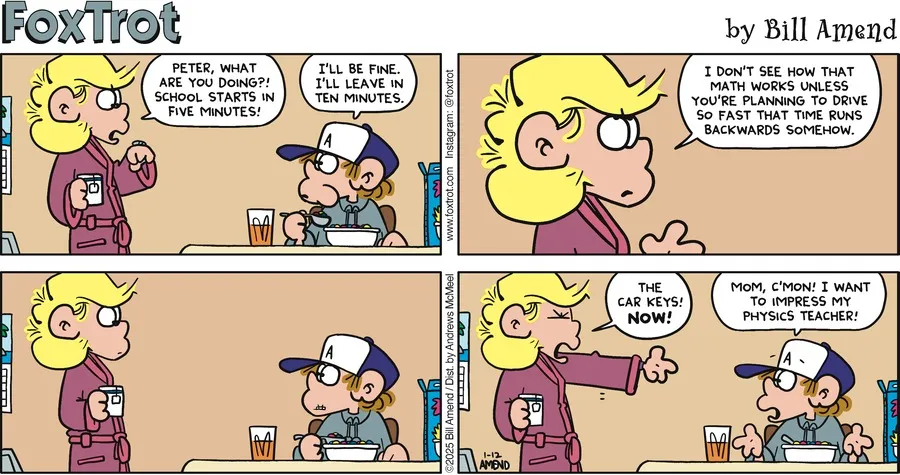 FoxTrot
by Bill Amend
PETER, WHAT
ARE YOU DOING?!
SCHOOL STARTS IN
FIVE MINUTES!
I'LL BE FINE.
I'LL LEAVE IN
TEN MINUTES.
A
www.foxtrot.com Instagram: @foxtrot
I DON'T SEE HOW THAT
MATH WORKS UNLESS
YOU'RE PLANNING TO DRIVE
SO FAST THAT TIME RUNS
BACKWARDS SOMEHOW.
A
©2025 Bill Amend / Dist. by Andrews McMeel
THE
CAR KEYS!
NOW!
MOM, C'MON! I WANT
TO IMPRESS MY
PHYSICS TEACHER!
A
1-12
AMEND